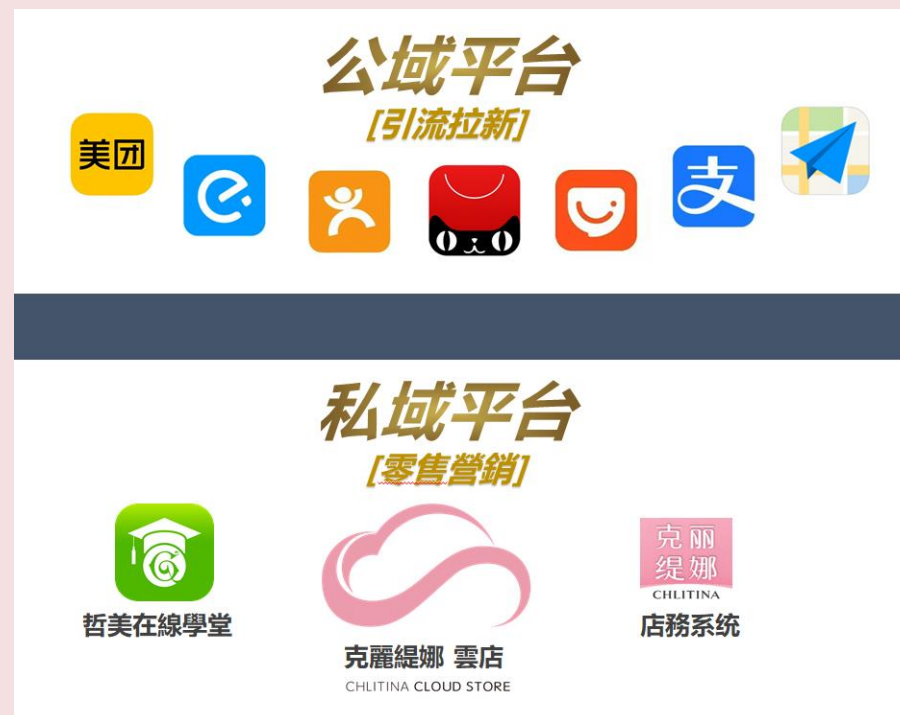 公域平台
[引流拉新]
美团
支
私域平台
[零售營銷]
克丽
缇娜
CHLITINA
哲美在線學堂
克麗緹娜 雲店
CHLITINA CLOUD STORE
店務系统